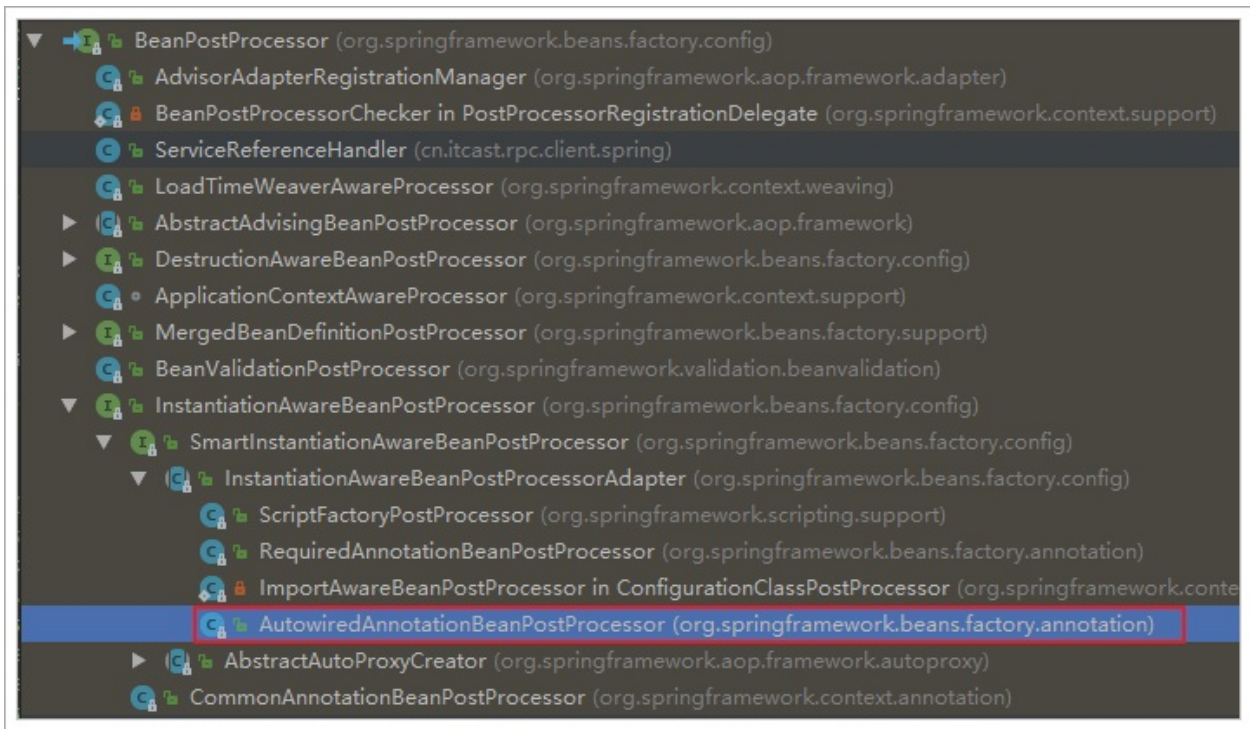 BeanPostProcessor (org.springframework.beans.factory.config)
AdvisorAdapterRegistrationManager (org.springframework.aop.framework.adapter)
BeanPostProcessorChecker in PostProcessorRegistrationDelegate (org.springframework.context.support)
ServiceReferenceHandler (cn.itcast.rpc.client.spring)
LoadTimeWeaverAwareProcessor (org.springframework.context.weaving)
AbstractAdvisingBeanPostProcessor (org.springframework.aop.framework)
DestructionAwareBeanPostProcessor (org.springframework.beans.factory.config)
ApplicationContextAwareProcessor (org.springframework.context.support)
MergedBeanDefinitionPostProcessor (org.springframework.beans.factory.support)
BeanValidationPostProcessor (org.springframework.validation.beanvalidation)
InstantiationAwareBeanPostProcessor (org.springframework.beans.factory.config)
SmartInstantiationAwareBeanPostProcessor (org.springframework.beans.factory.config)
InstantiationAwareBeanPostProcessorAdapter (org.springframework.beans.factory.config)
ScriptFactoryPostProcessor (org.springframework.scripting.support)
RequiredAnnotationBeanPostProcessor (org.springframework.beans.factory.annotation)
ImportAwareBeanPostProcessor in ConfigurationClassPostProcessor (org.springframework.conte
AutowiredAnnotationBeanPostProcessor (org.springframework.beans.factory.annotation)
AbstractAutoProxyCreator (org.springframework.aop.framework.autoproxy)
CommonAnnotationBeanPostProcessor (org.springframework.context.annotation)